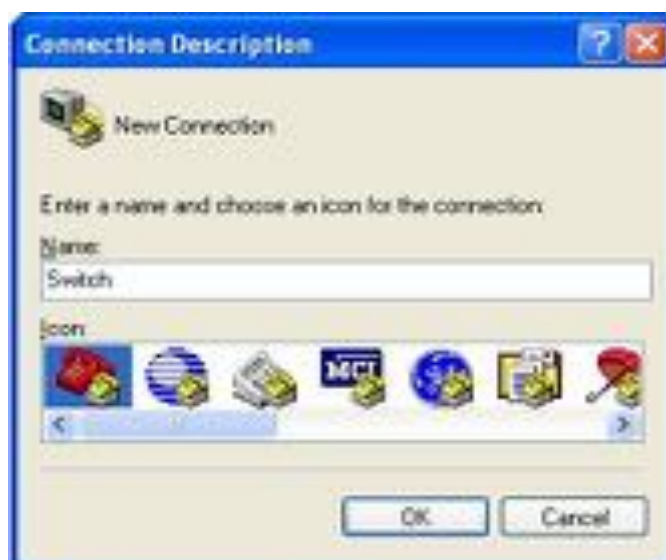 Connection Description
New Connection
Enter a name and choose an icon for the connection:
Name:
Switch
Icon:
MCI
OK
Cancel